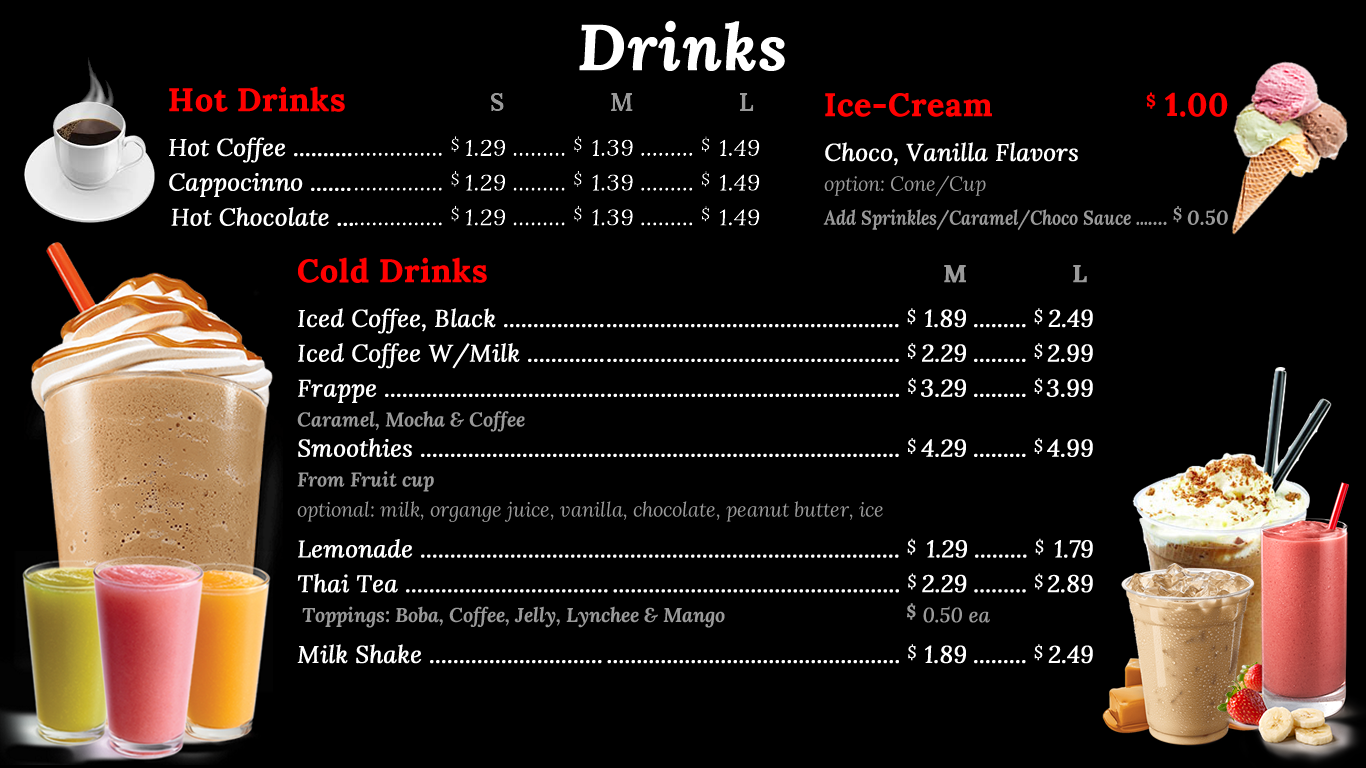 Drinks
Hot Drinks S M L
Hot Coffee ............................ $ 1.29 ......... $ 1.39 ......... $ 1.49
Cappocinno ......................... $ 1.29 ......... $ 1.39 ......... $ 1.49
Hot Chocolate .................... $ 1.29 ......... $ 1.39 ......... $ 1.49
Ice-Cream $ 1.00
Choco, Vanilla Flavors
option: Cone/Cup
Add Sprinkles/Caramel/Choco Sauce ....... $ 0.50
Cold Drinks M L
Iced Coffee, Black .................................................................... $ 1.89 ......... $ 2.49
Iced Coffee W/Milk ................................................................ $ 2.29 ......... $ 2.99
Frappe ........................................................................................ $ 3.29 ......... $ 3.99
Caramel, Mocha & Coffee
Smoothies .................................................................................. $ 4.29 ......... $ 4.99
From Fruit cup
optional: milk, organge juice, vanilla, chocolate, peanut butter, ice
Lemonade .................................................................................. $ 1.29 ......... $ 1.79
Thai Tea ..................................................................................... $ 2.29 ......... $ 2.89
Toppings: Boba, Coffee, Jelly, Lynchee & Mango $ 0.50 ea
Milk Shake ................................................................................. $ 1.89 ......... $ 2.49